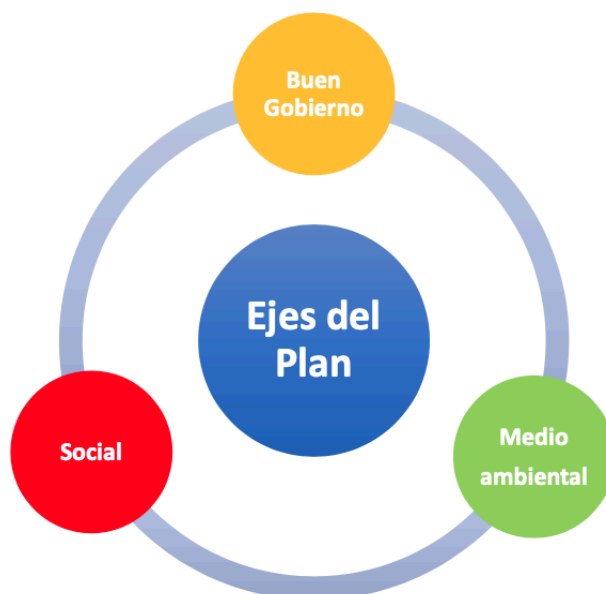 Buen
Gobierno
Ejes del
Plan
Social
Medio
ambiental